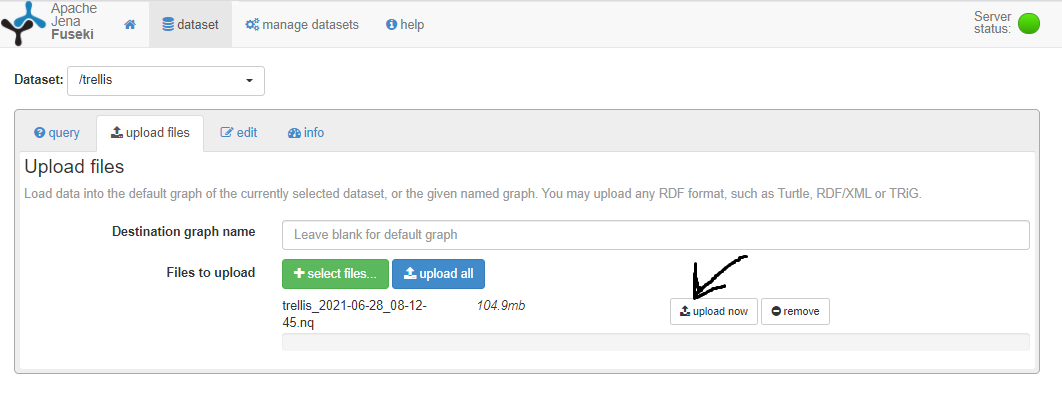 Apache
Jena
Fuseki
dataset
manage datasets
help
Server
status:
Dataset: /trellis
query
upload files
edit
info
Upload files
Load data into the default graph of the currently selected dataset, or the given named graph. You may upload any RDF format, such as Turtle, RDF/XML or TRiG.
Destination graph name
Leave blank for default graph
Files to upload
select files...
upload all
trellis_2021-06-28_08-12-
45.nq
104.9mb
upload now
remove